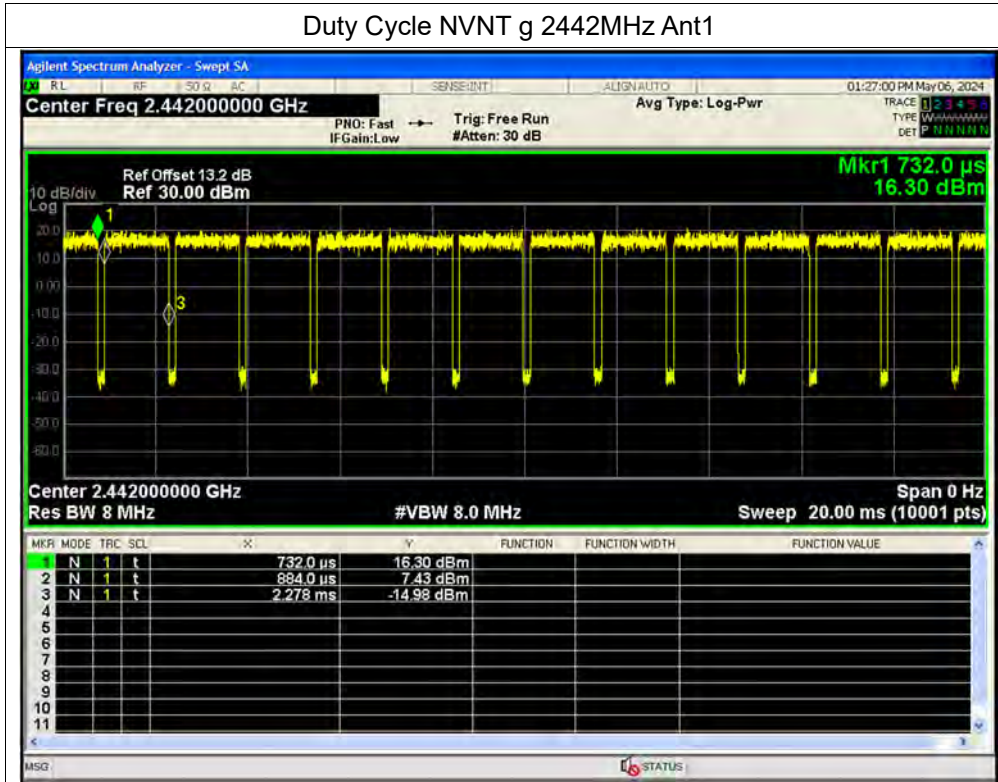 Duty Cycle NVNT g 2442MHz Ant1
Agilent Spectrum Analyzer - Swept SA
RL RF 50 Ω AC SENSE:INT ALIGNAUTO 01:27:00 PM May 06, 2024
Center Freq 2.442000000 GHz Avg Type: Log-Pwr TRACE 1 2 3 4 5 6
PNO: Fast Trig: Free Run TYPE W
IFGain:Low #Atten: 30 dB DET P N N N N N
Mkr1 732.0 µs
Ref Offset 13.2 dB
10 dB/div Ref 30.00 dBm 16.30 dBm
Log
1
20.0
10.0
0.00
3
-10.0
-20.0
-30.0
-40.0
-50.0
-60.0
Center 2.442000000 GHz Span 0 Hz
Res BW 8 MHz #VBW 8.0 MHz Sweep 20.00 ms (10001 pts)
MKR MODE TRC SCL X Y FUNCTION FUNCTION WIDTH FUNCTION VALUE
1 N 1 t 732.0 µs 16.30 dBm
2 N 1 t 884.0 µs 7.43 dBm
3 N 1 t 2.278 ms -14.98 dBm
4
5
6
7
8
9
10
11
MSG STATUS